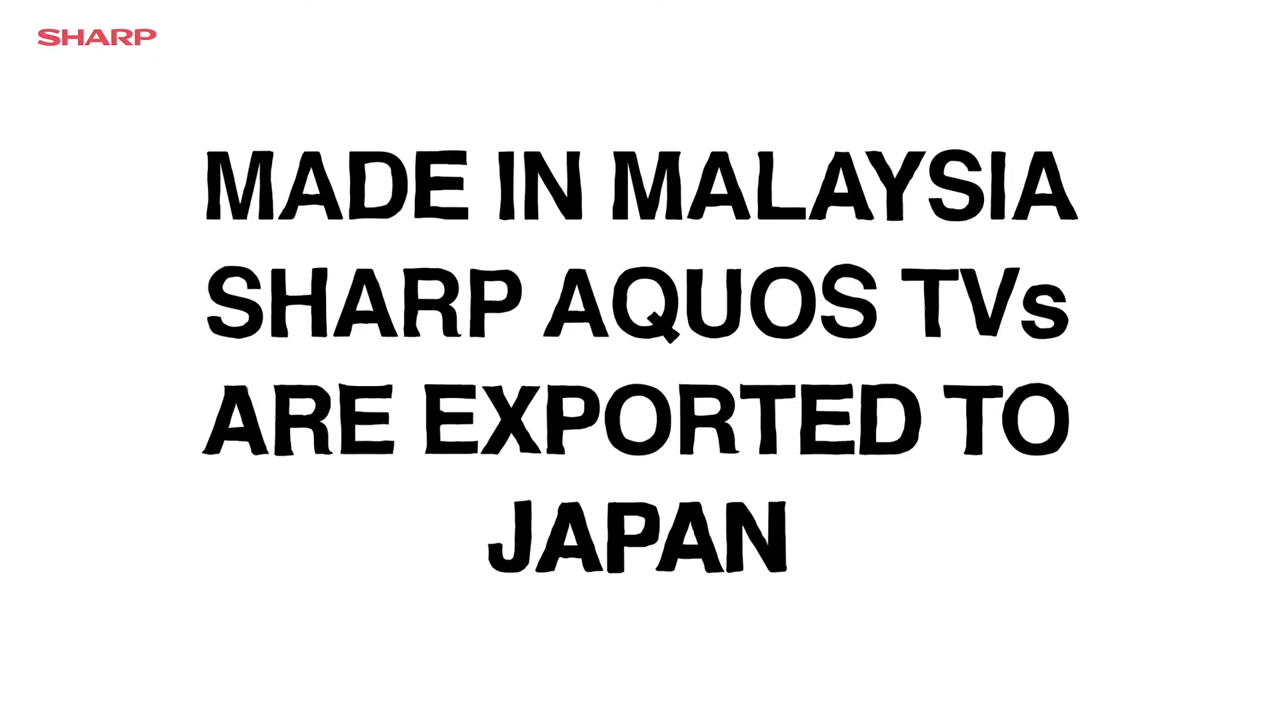 SHARP
MADE IN MALAYSIA
SHARP AQUOS TVs
ARE EXPORTED TO
JAPAN